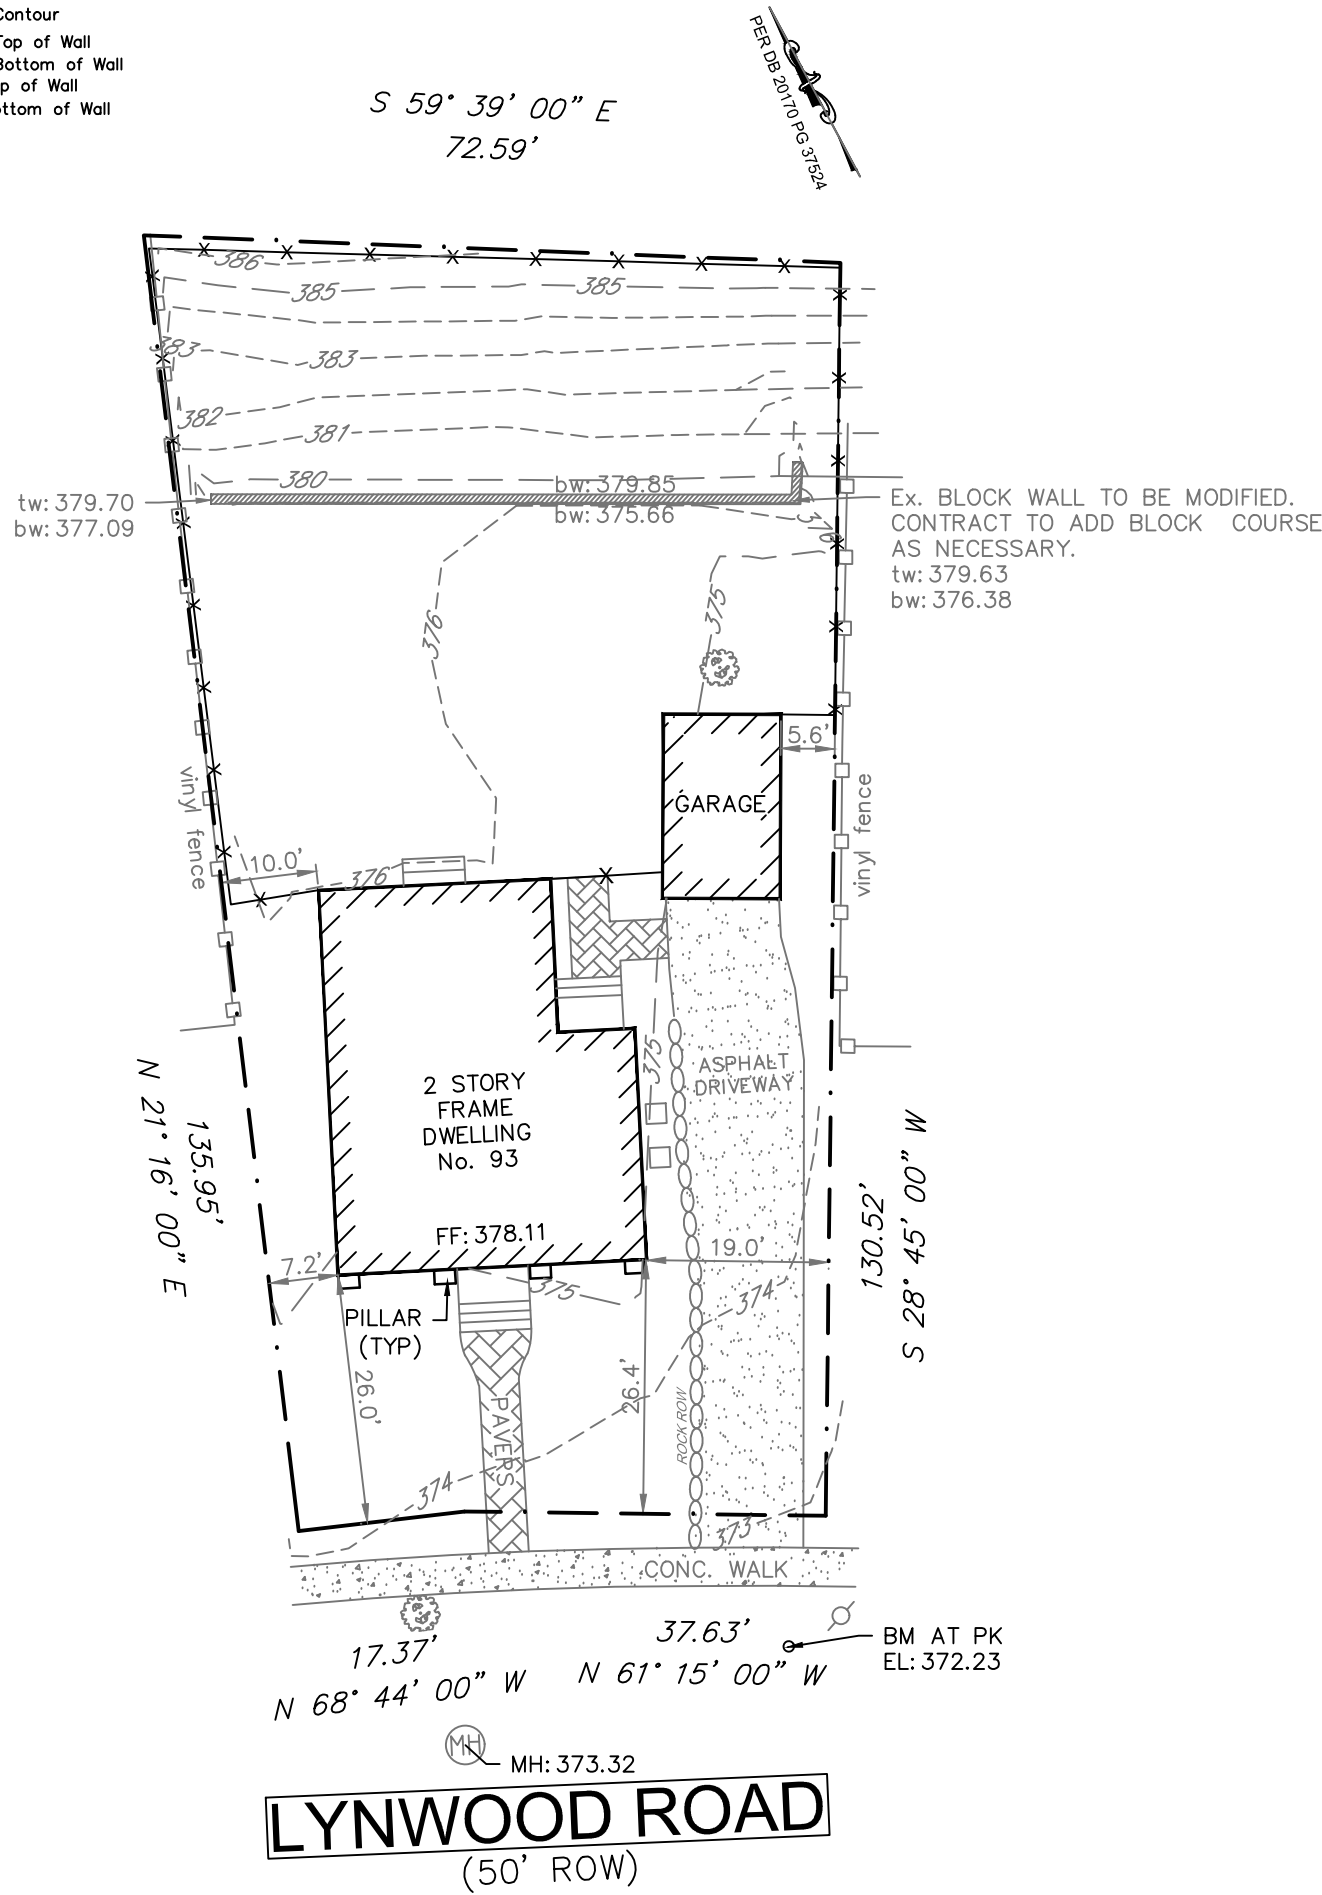 Contour
Top of Wall
Bottom of Wall
p of Wall
ttom of Wall
S 59° 39' 00" E
72.59'
PER DB 20170 PG 37524
386
385
385
383
383
382
381
380
bw: 379.85
bw: 375.66
tw: 379.70
bw: 377.09
Ex. BLOCK WALL TO BE MODIFIED.
CONTRACT TO ADD BLOCK COURSE
AS NECESSARY.
tw: 379.63
bw: 376.38
376
376
375
5.6'
GARAGE
vinyl fence
vinyl fence
10.0'
376
375
ASPHALT
DRIVEWAY
2 STORY
FRAME
DWELLING
No. 93
FF: 378.11
N 21° 16' 00" E
135.95'
130.52'
S 28° 45' 00" W
7.2'
19.0'
375
374
PILLAR
(TYP)
26.0'
26.4'
PAVERS
ROCK ROW
374
373
CONC. WALK
17.37'
N 68° 44' 00" W
37.63'
N 61° 15' 00" W
BM AT PK
EL: 372.23
MH
MH: 373.32
LYNWOOD ROAD
(50' ROW)